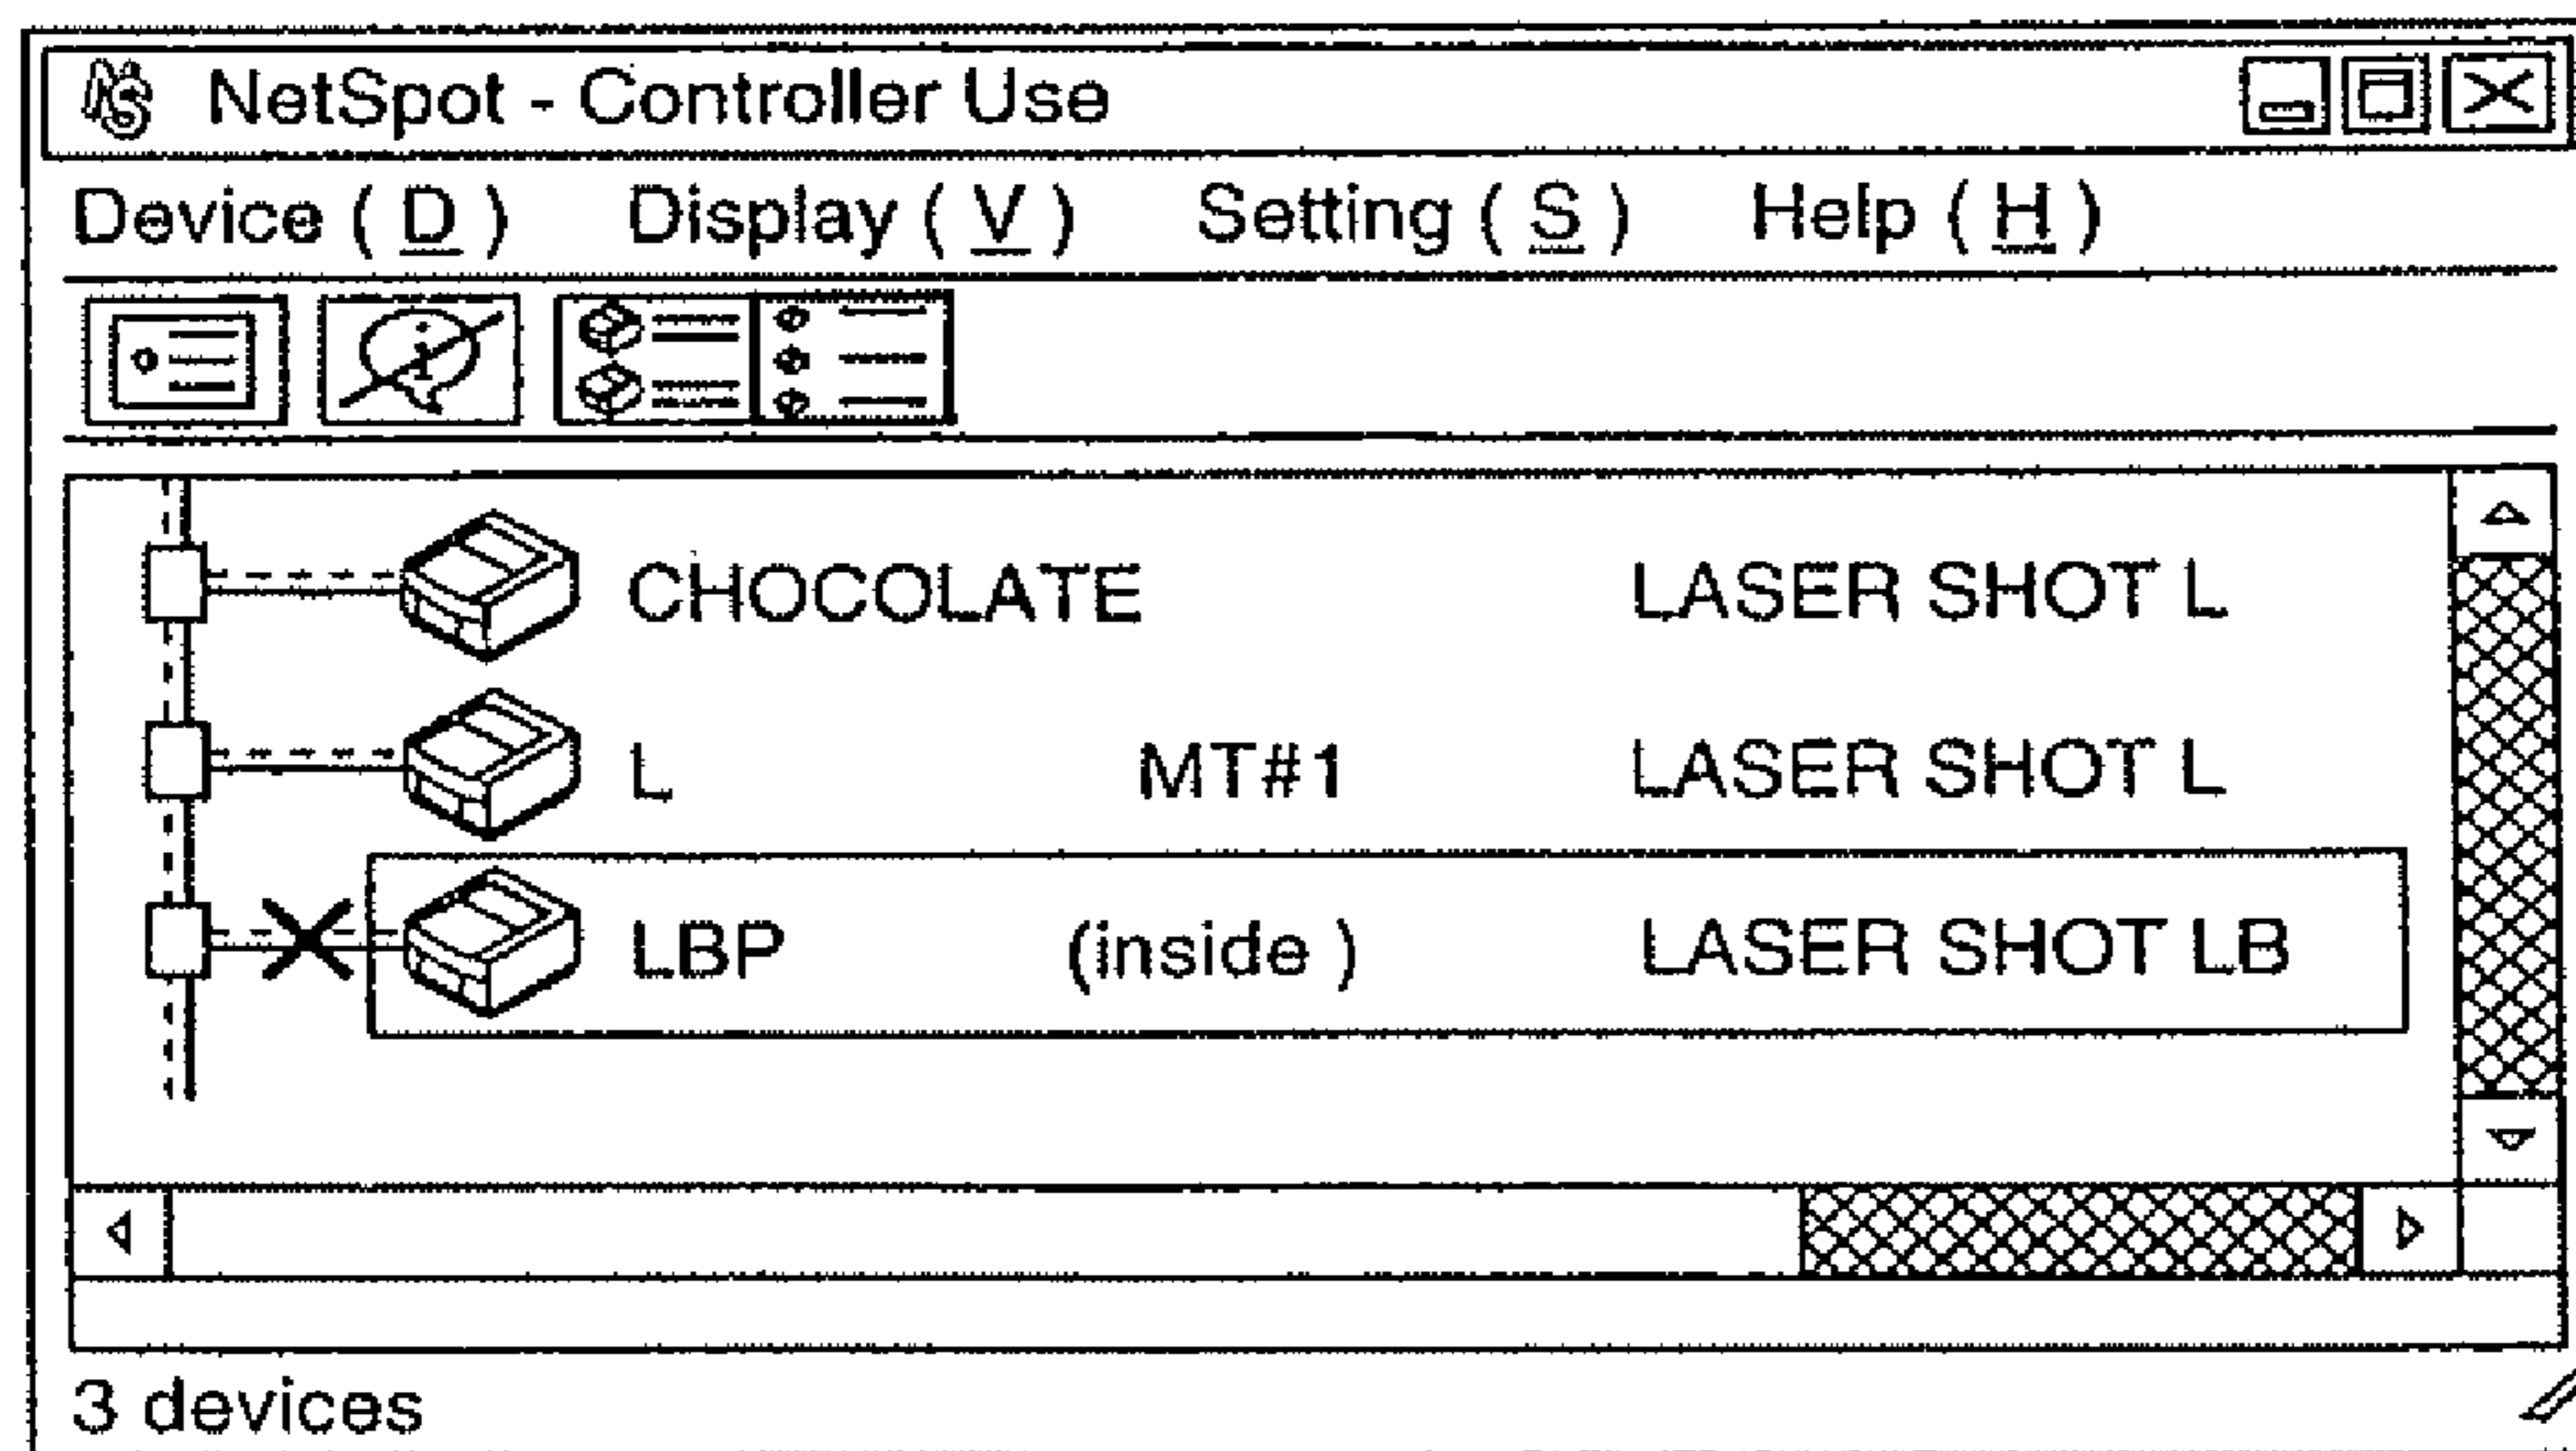 NetSpot - Controller Use
Device ( D ) Display ( V ) Setting ( S ) Help ( H )
CHOCOLATE LASER SHOT L
L MT#1 LASER SHOT L
LBP (inside ) LASER SHOT LB
3 devices